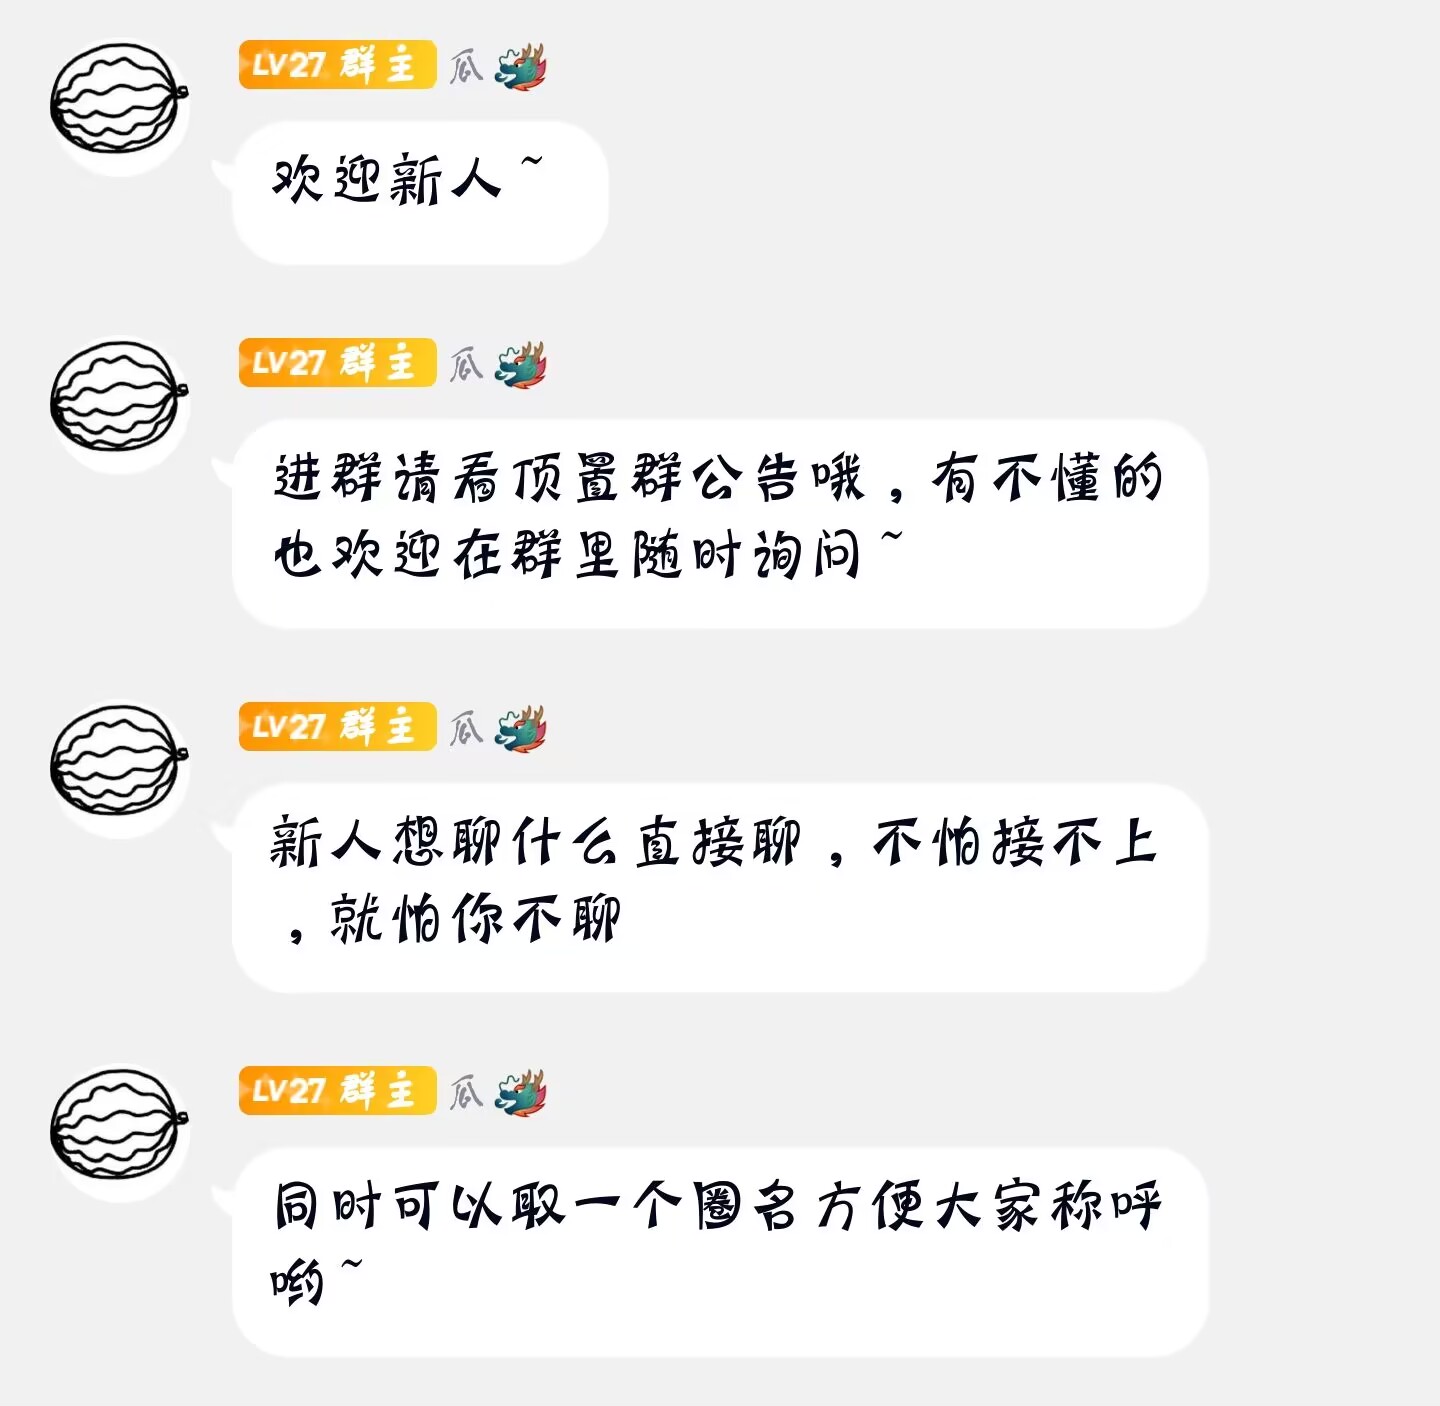 LV27 群主 瓜
欢迎新人~
LV27 群主 瓜
进群请看顶置群公告哦，有不懂的
也欢迎在群里随时询问~
LV27 群主 瓜
新人想聊什么直接聊，不怕接不上
，就怕你不聊
LV27 群主 瓜
同时可以取一个圈名方便大家称呼
哟~